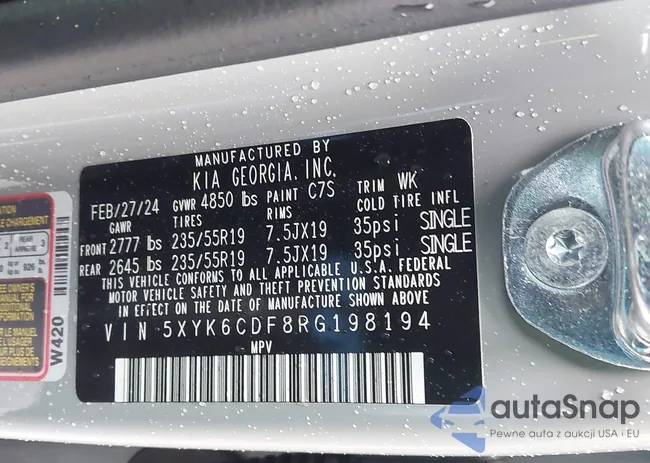 MANUFACTURED BY
KIA GEORGIA, INC.
FEB/27/24 GVWR 4850 lbs PAINT C7S TRIM WK
GAWR TIRES RIMS COLD TIRE INFL
FRONT 2777 lbs 235/55R19 7.5JX19 35psi SINGLE
REAR 2645 lbs 235/55R19 7.5JX19 35psi SINGLE
THIS VEHICLE CONFORMS TO ALL APPLICABLE U.S.A. FEDERAL
MOTOR VEHICLE SAFETY AND THEFT PREVENTION STANDARDS
IN EFFECT ON THE DATE OF MANUFACTURE SHOWN ABOVE
VIN 5XYK6CDF8RG198194
MPV
W420
REAR 3
autaSnap
Pewne auta z aukcji USA i EU